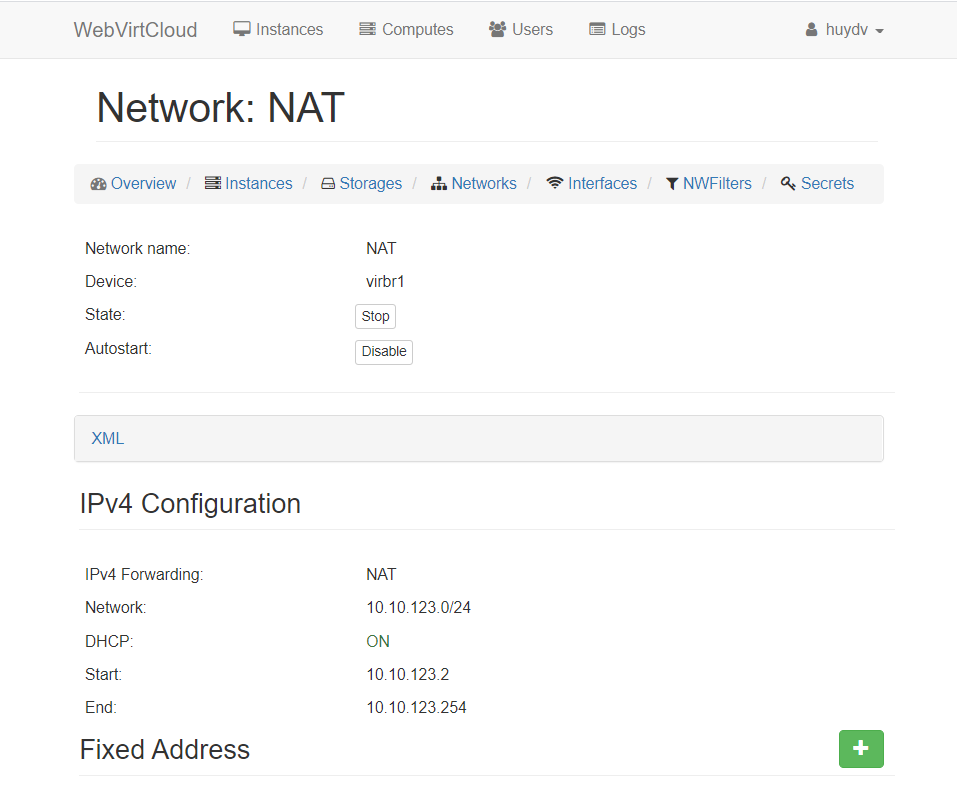 WebVirtCloud Instances Computes Users Logs huydv
Network: NAT
Overview / Instances / Storages / Networks / Interfaces / NWFilters / Secrets
Network name: NAT
Device: virbr1
State: Stop
Autostart: Disable
XML
IPv4 Configuration
IPv4 Forwarding: NAT
Network: 10.10.123.0/24
DHCP: ON
Start: 10.10.123.2
End: 10.10.123.254
Fixed Address